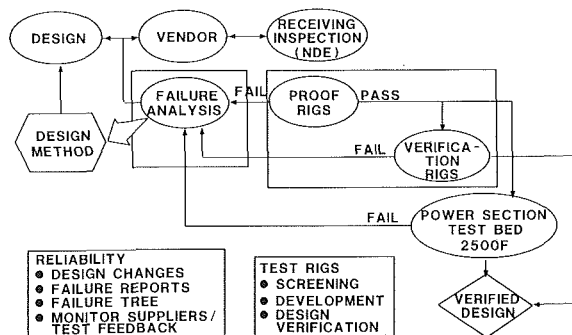 DESIGN
VENDOR
RECEIVING
INSPECTION
(NDE)
FAILURE
ANALYSIS
FAIL
PROOF
RIGS
PASS
DESIGN
METHOD
FAIL
VERIFICA-
TION
RIGS
FAIL
POWER SECTION
TEST BED
2500F
RELIABILITY
● DESIGN CHANGES
● FAILURE REPORTS
● FAILURE TREE
● MONITOR SUPPLIERS/
TEST FEEDBACK
TEST RIGS
● SCREENING
● DEVELOPMENT
● DESIGN
VERIFICATION
VERIFIED
DESIGN